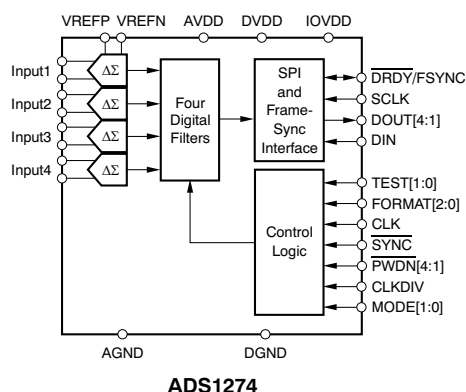 VREFP VREFN AVDD DVDD IOVDD
Input1
Input2
Input3
Input4
ΔΣ
ΔΣ
ΔΣ
ΔΣ
Four
Digital
Filters
SPI
and
Frame-
Sync
Interface
DRDY/FSYNC
SCLK
DOUT[4:1]
DIN
Control
Logic
TEST[1:0]
FORMAT[2:0]
CLK
SYNC
PWDN[4:1]
CLKDIV
MODE[1:0]
AGND DGND
ADS1274